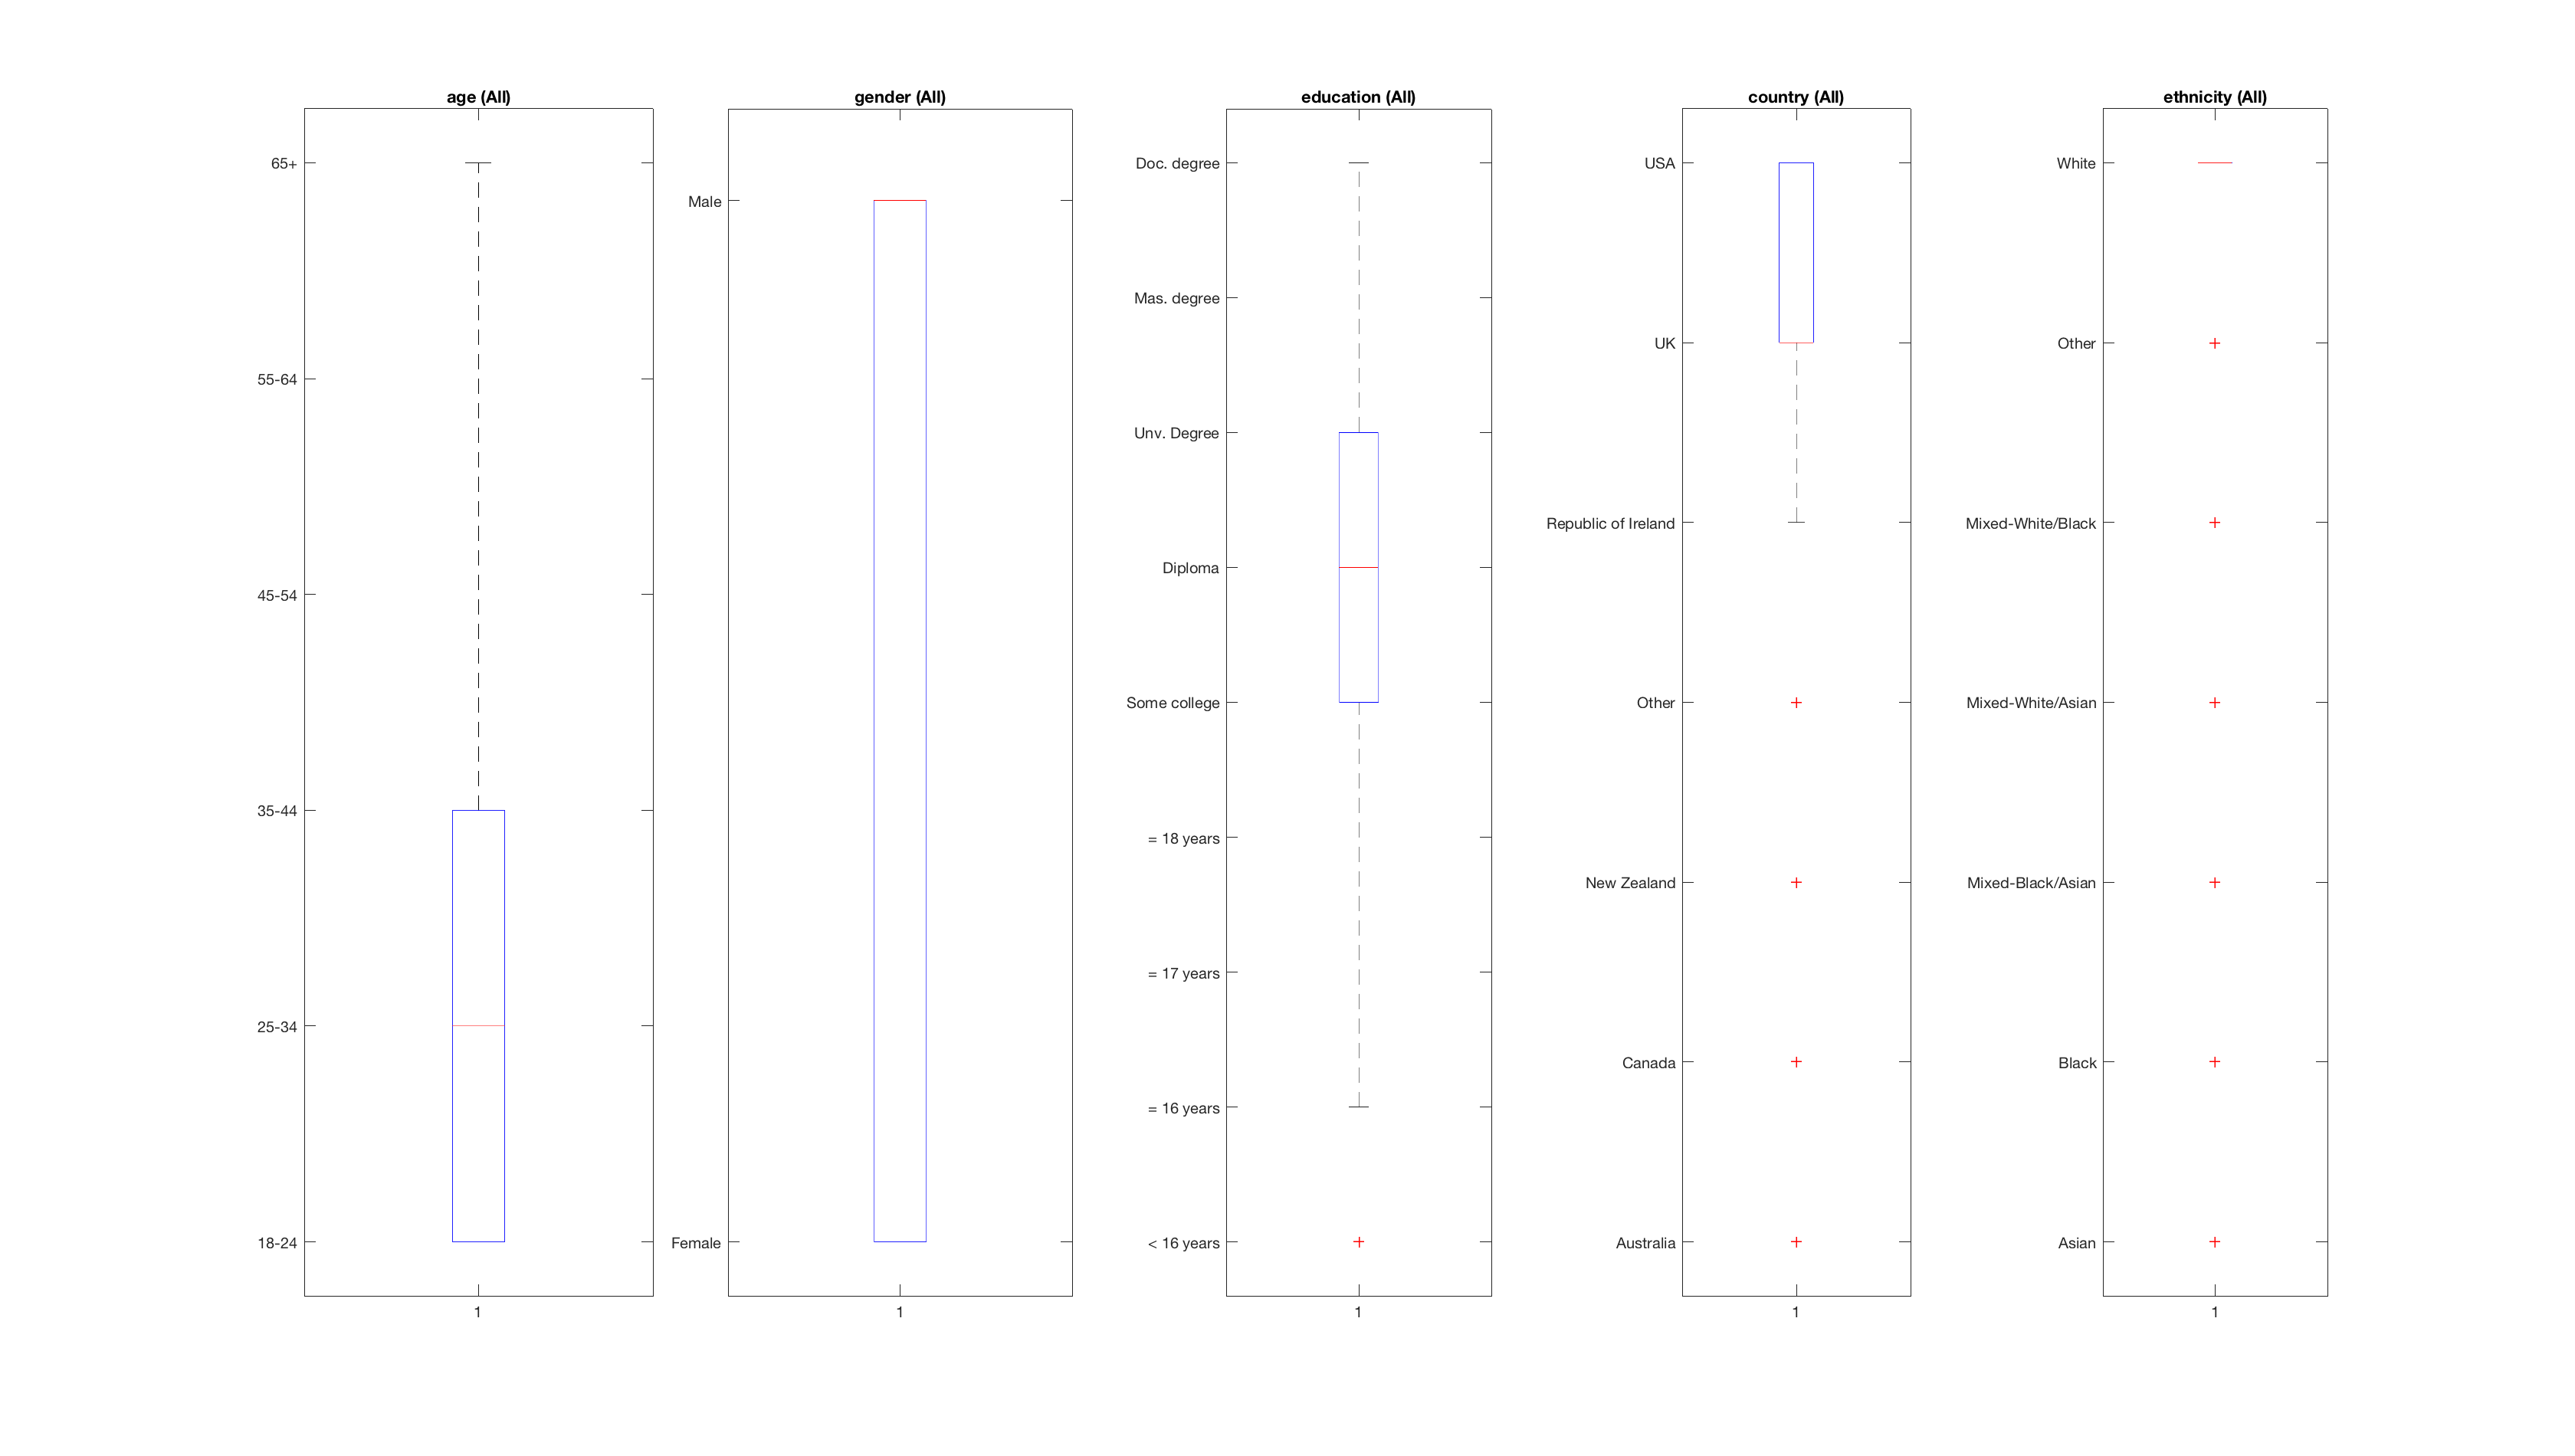 age (All)
65+
55-64
45-54
35-44
25-34
18-24
1
gender (All)
Male
Female
1
education (All)
Doc. degree
Mas. degree
Unv. Degree
Diploma
Some college
= 18 years
= 17 years
= 16 years
< 16 years
1
country (All)
USA
UK
Republic of Ireland
Other
New Zealand
Canada
Australia
1
ethnicity (All)
White
Other
Mixed-White/Black
Mixed-White/Asian
Mixed-Black/Asian
Black
Asian
1